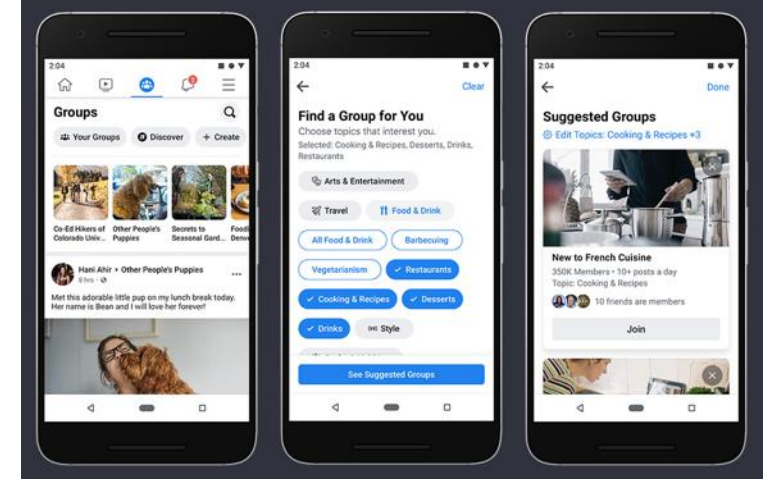 2:04
2
Groups
Your Groups
Discover
+ Create
Co-Ed Hikers of
Colorado Univ...
Other People's
Puppies
Secrets to
Seasonal Gard...
Foodi
Denve
Hani Ahir ▸ Other People's Puppies
8 hrs ·
Met this adorable little pup on my lunch break today.
Her name is Bean and I will love her forever!
2:04
Clear
Find a Group for You
Choose topics that interest you.
Selected: Cooking & Recipes, Desserts, Drinks,
Restaurants
Arts & Entertainment
Travel
Food & Drink
All Food & Drink
Barbecuing
Vegetarianism
Restaurants
Cooking & Recipes
Desserts
Drinks
Style
See Suggested Groups
2:04
Done
Suggested Groups
Edit Topics: Cooking & Recipes +3
New to French Cuisine
350K Members • 10+ posts a day
Topic: Cooking & Recipes
10 friends are members
Join